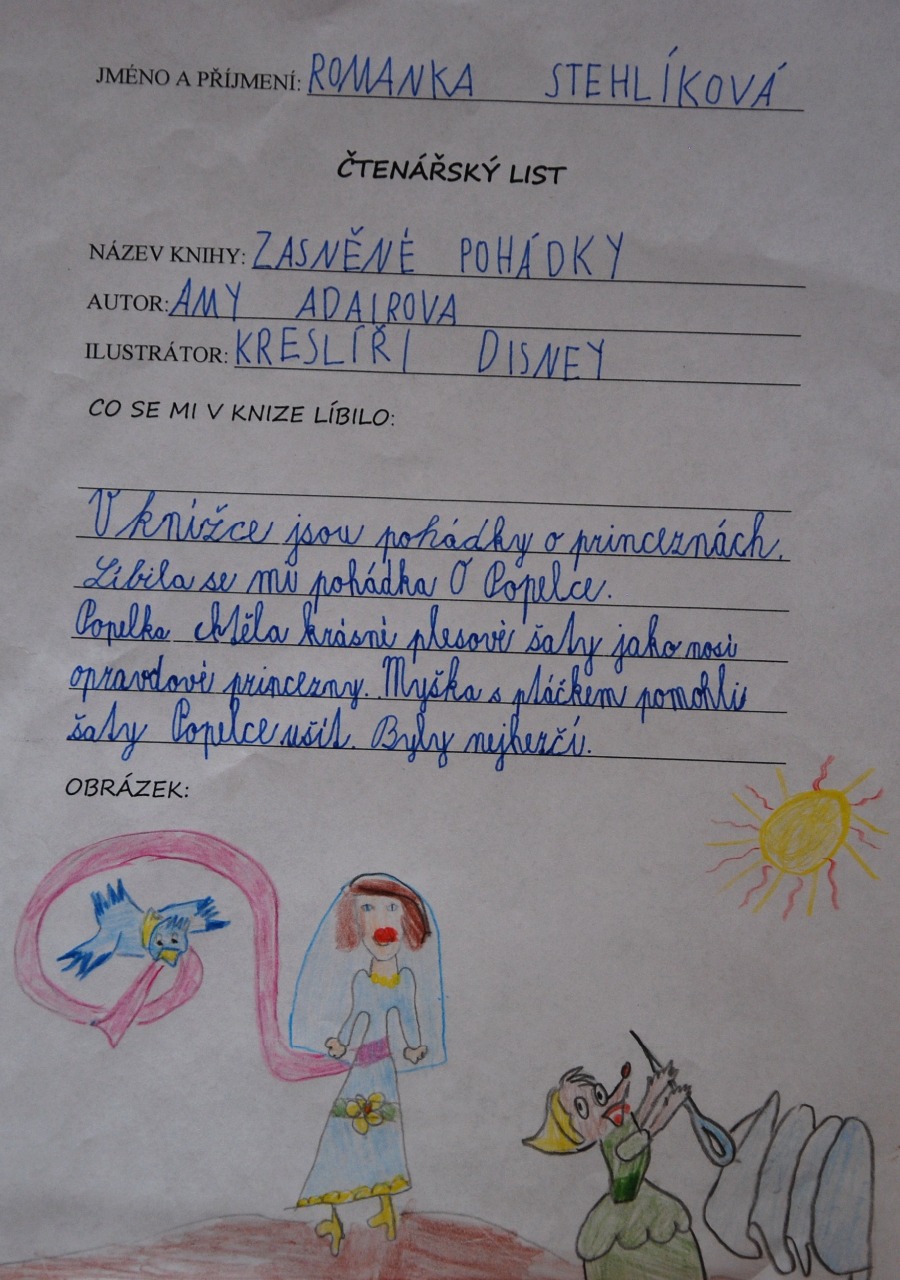 JMÉNO A PŘÍJMENÍ: ROMANKA STEHLÍKOVÁ
ČTENÁŘSKÝ LIST
NÁZEV KNIHY: ZASNĚNÉ POHÁDKY
AUTOR: AMY ADAIROVA
ILUSTRÁTOR: KRESLÍŘI DISNEY
CO SE MI V KNIZE LÍBILO:
V knížce jsou pohádky o princeznách.
Líbila se mi pohádka O Popelce.
Popelka chtěla krásné plesové šaty jako nosí
opravdové princezny. Myška s ptáčkem pomohli
šaty Popelce ušít. Byly nejhezčí.
OBRÁZEK: